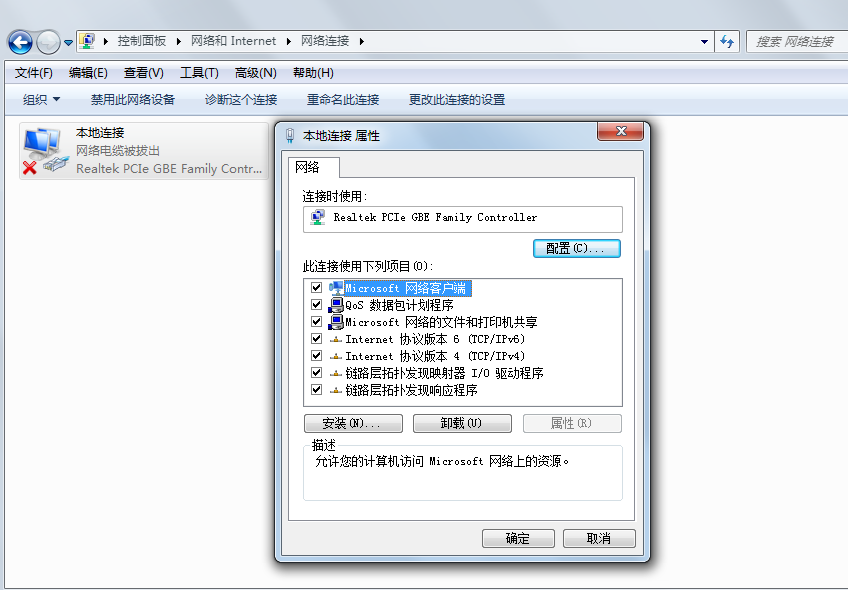 控制面板 网络和 Internet 网络连接
搜索 网络连接
文件(F) 编辑(E) 查看(V) 工具(T) 高级(N) 帮助(H)
组织 禁用此网络设备 诊断这个连接 重命名此连接 更改此连接的设置
本地连接
网络电缆被拔出
Realtek PCIe GBE Family Contr...
本地连接 属性
网络
连接时使用:
Realtek PCIe GBE Family Controller
配置(C)...
此连接使用下列项目(O):
Microsoft 网络客户端
QoS 数据包计划程序
Microsoft 网络的文件和打印机共享
Internet 协议版本 6 (TCP/IPv6)
Internet 协议版本 4 (TCP/IPv4)
链路层拓扑发现映射器 I/O 驱动程序
链路层拓扑发现响应程序
安装(N)... 卸载(U) 属性(R)
描述
允许您的计算机访问 Microsoft 网络上的资源。
确定 取消